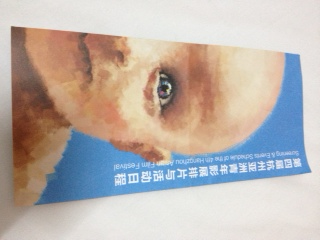 第四届杭州亚洲青年影展排片与活动日程
Screening & Events Schedule of the 4th Hangzhou Asian Film Festival